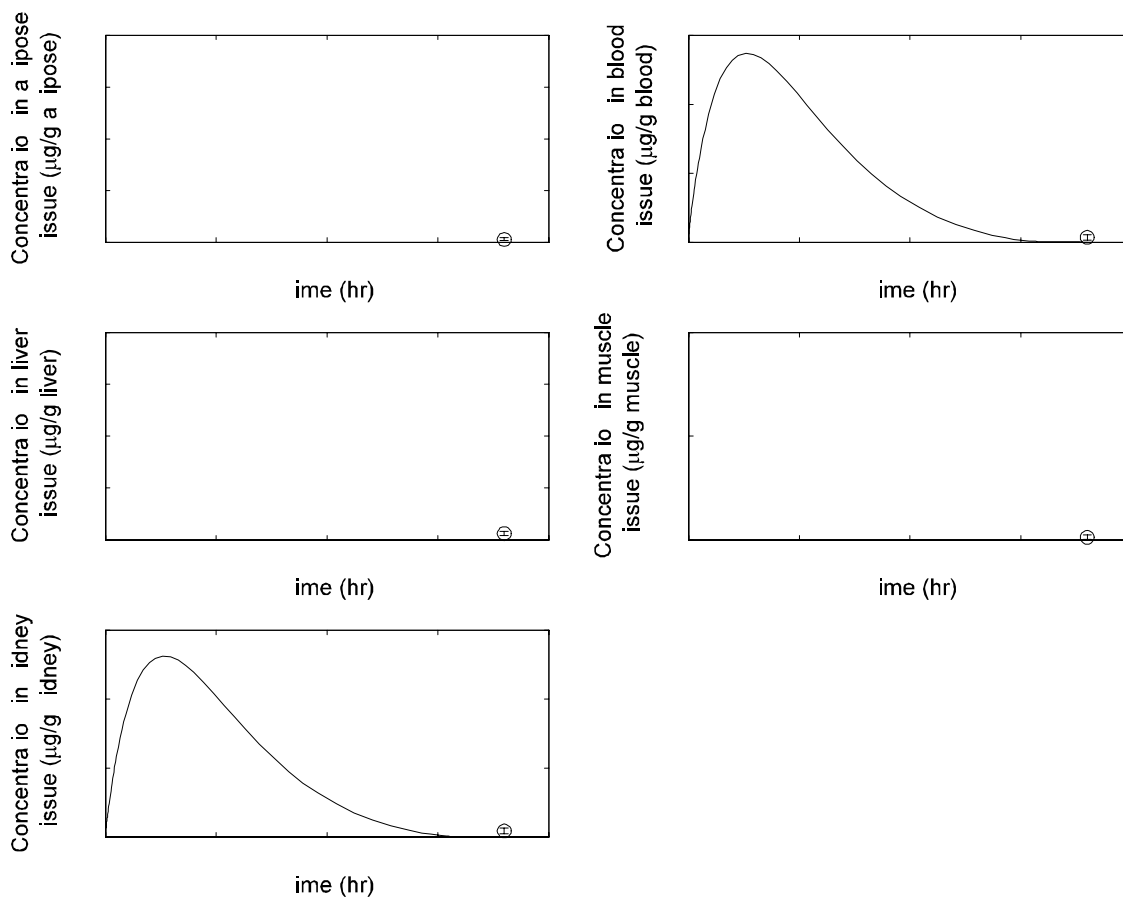 Concentra io in a ipose
issue (μg/g a ipose)
ime (hr)
Concentra io in blood
issue (μg/g blood)
ime (hr)
Concentra io in liver
issue (μg/g liver)
ime (hr)
Concentra io in muscle
issue (μg/g muscle)
ime (hr)
Concentra io in idney
issue (μg/g idney)
ime (hr)